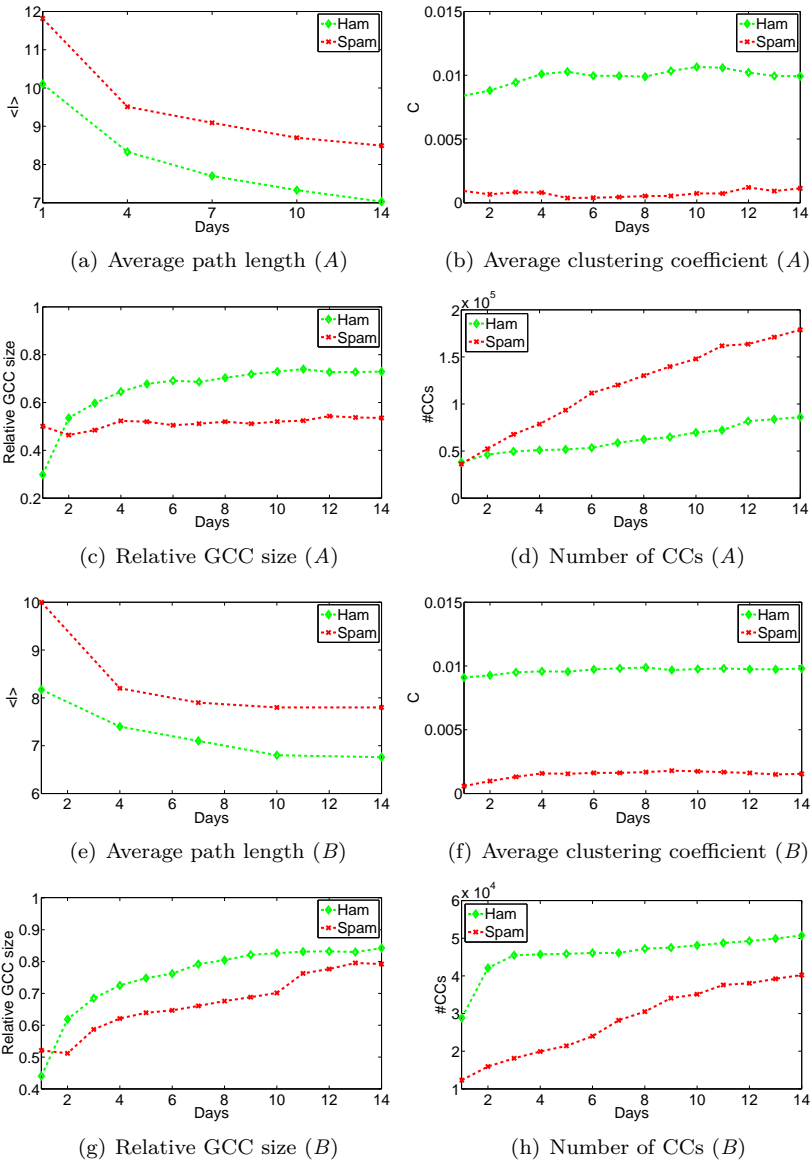 12
11
10
9
8
7
<l>
1
4
7
10
14
Days
Ham
Spam
(a) Average path length (A)
0.015
0.01
0.005
0
C
2
4
6
8
10
12
14
Days
Ham
Spam
(b) Average clustering coefficient (A)
1
0.8
0.6
0.4
0.2
Relative GCC size
2
4
6
8
10
12
14
Days
Ham
Spam
(c) Relative GCC size (A)
x 10^5
2
1.5
1
0.5
0
#CCs
2
4
6
8
10
12
14
Days
Ham
Spam
(d) Number of CCs (A)
10
9
8
7
6
<l>
2
4
6
8
10
12
14
Days
Ham
Spam
(e) Average path length (B)
0.015
0.01
0.005
0
C
2
4
6
8
10
12
14
Days
Ham
Spam
(f) Average clustering coefficient (B)
1
0.9
0.8
0.7
0.6
0.5
0.4
Relative GCC size
2
4
6
8
10
12
14
Days
Ham
Spam
(g) Relative GCC size (B)
x 10^4
6
5
4
3
2
1
#CCs
2
4
6
8
10
12
14
Days
Ham
Spam
(h) Number of CCs (B)